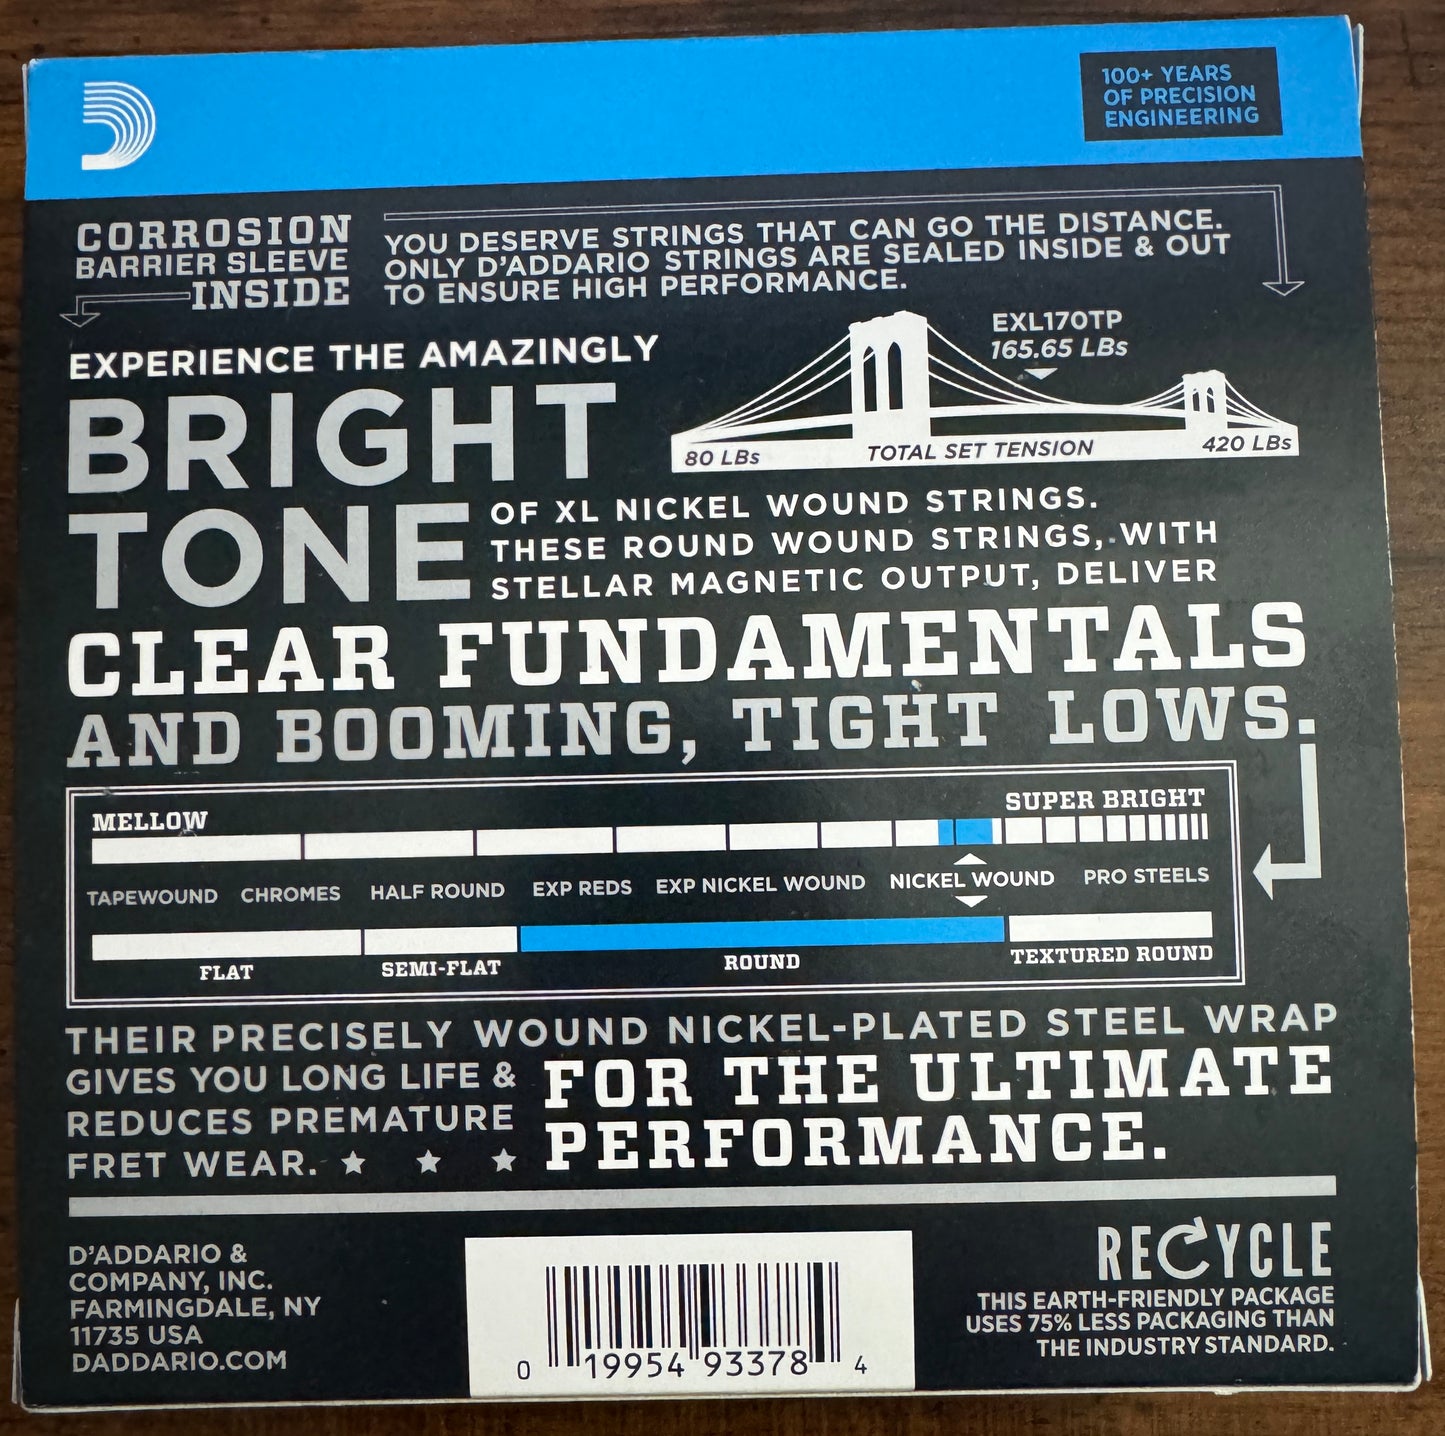 100+ YEARS
OF PRECISION
ENGINEERING
CORROSION
BARRIER SLEEVE
INSIDE
YOU DESERVE STRINGS THAT CAN GO THE DISTANCE.
ONLY D'ADDARIO STRINGS ARE SEALED INSIDE & OUT
TO ENSURE HIGH PERFORMANCE.
EXPERIENCE THE AMAZINGLY
BRIGHT
TONE
EXL170TP
165.65 LBs
80 LBs
TOTAL SET TENSION
420 LBs
OF XL NICKEL WOUND STRINGS.
THESE ROUND WOUND STRINGS, WITH
STELLAR MAGNETIC OUTPUT, DELIVER
CLEAR FUNDAMENTALS
AND BOOMING, TIGHT LOWS.
MELLOW
SUPER BRIGHT
TAPEWOUND
CHROMES
HALF ROUND
EXP REDS
EXP NICKEL WOUND
NICKEL WOUND
PRO STEELS
FLAT
SEMI-FLAT
ROUND
TEXTURED ROUND
THEIR PRECISELY WOUND NICKEL-PLATED STEEL WRAP
GIVES YOU LONG LIFE &
REDUCES PREMATURE
FRET WEAR.
FOR THE ULTIMATE
PERFORMANCE.
D'ADDARIO &
COMPANY, INC.
FARMINGDALE, NY
11735 USA
DADDARIO.COM
0 19954 93378 4
RECYCLE
THIS EARTH-FRIENDLY PACKAGE
USES 75% LESS PACKAGING THAN
THE INDUSTRY STANDARD.